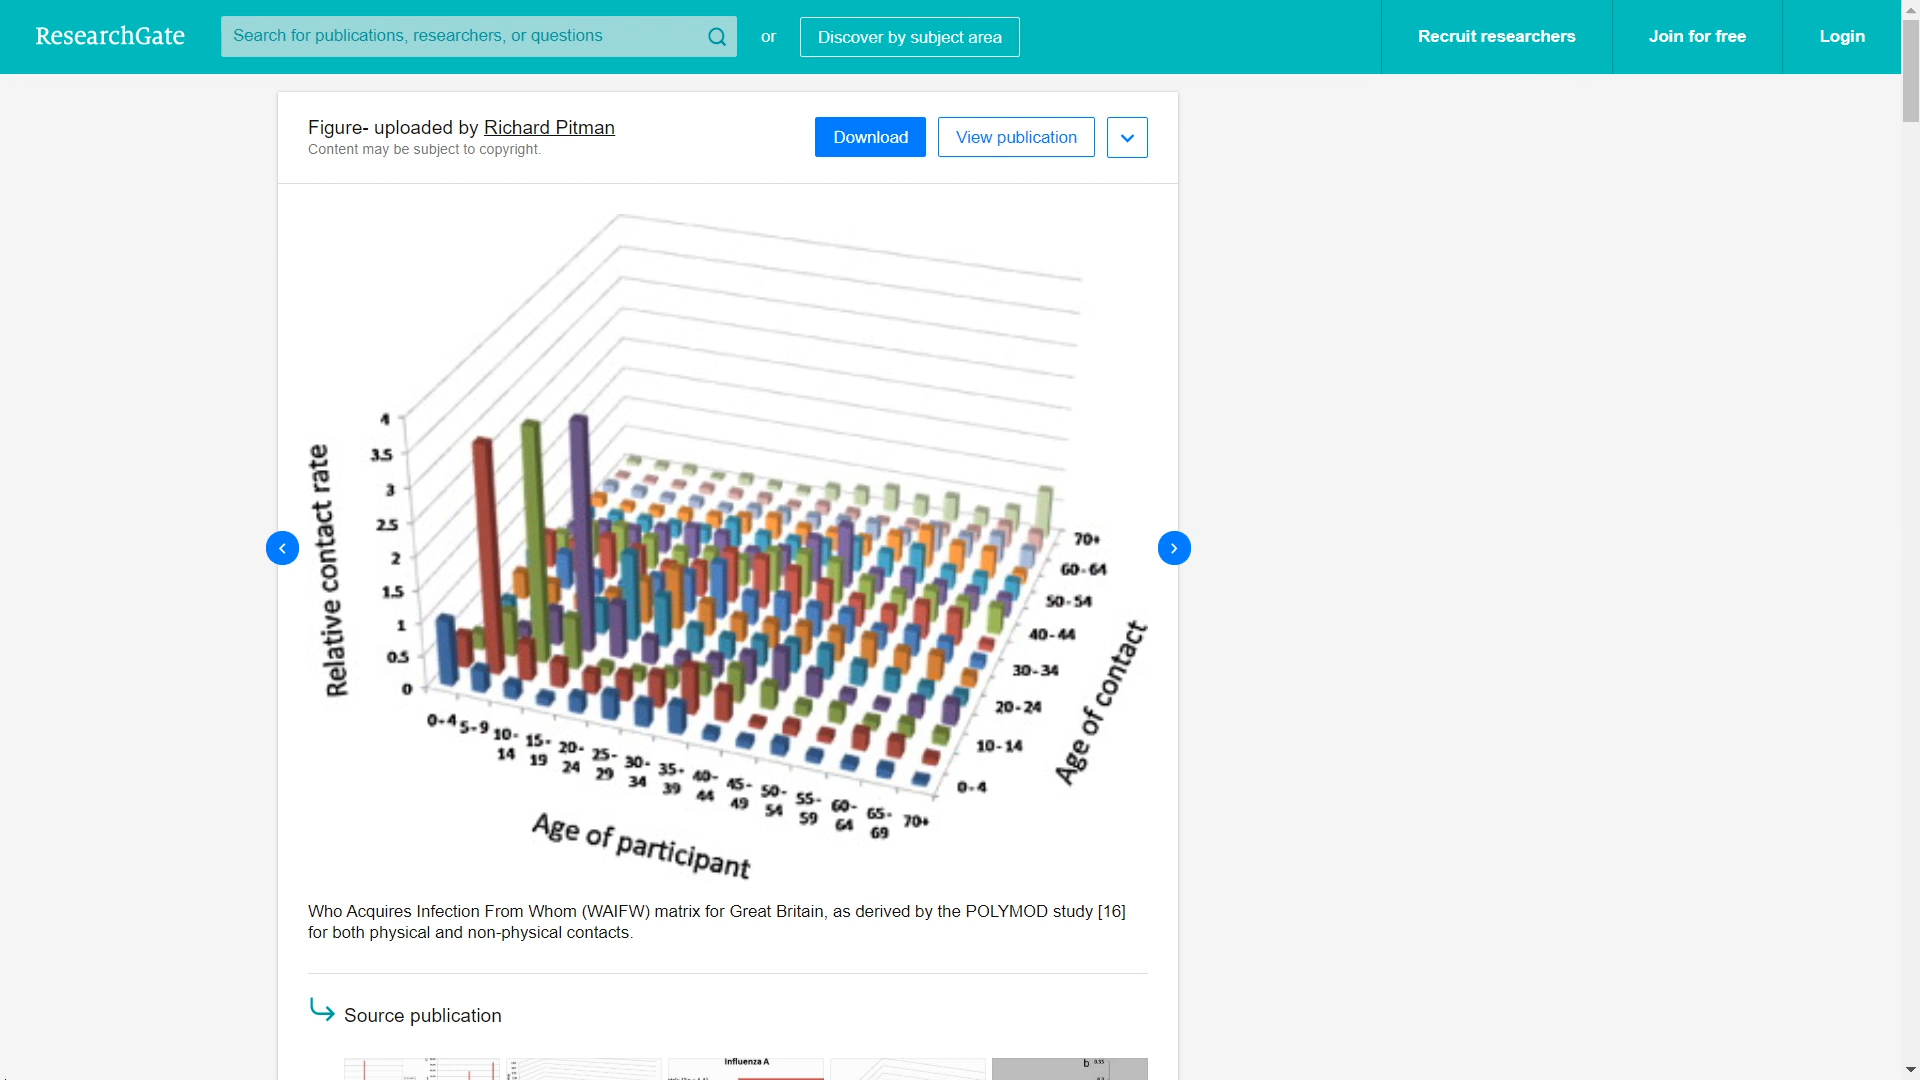 ResearchGate
Search for publications, researchers, or questions
or
Discover by subject area
Recruit researchers
Join for free
Login
Figure- uploaded by Richard Pitman
Content may be subject to copyright.
Download
View publication
Relative contact rate
4
3.5
3
2.5
2
1.5
1
0.5
0
0-4
5-9
10-14
15-19
20-24
25-29
30-34
35-39
40-44
45-49
50-54
55-59
60-64
65-69
70+
Age of participant
70+
60-64
50-54
40-44
30-34
20-24
10-14
0-4
Age of contact
Who Acquires Infection From Whom (WAIFW) matrix for Great Britain, as derived by the POLYMOD study [16]
for both physical and non-physical contacts.
Source publication
Influenza A
b